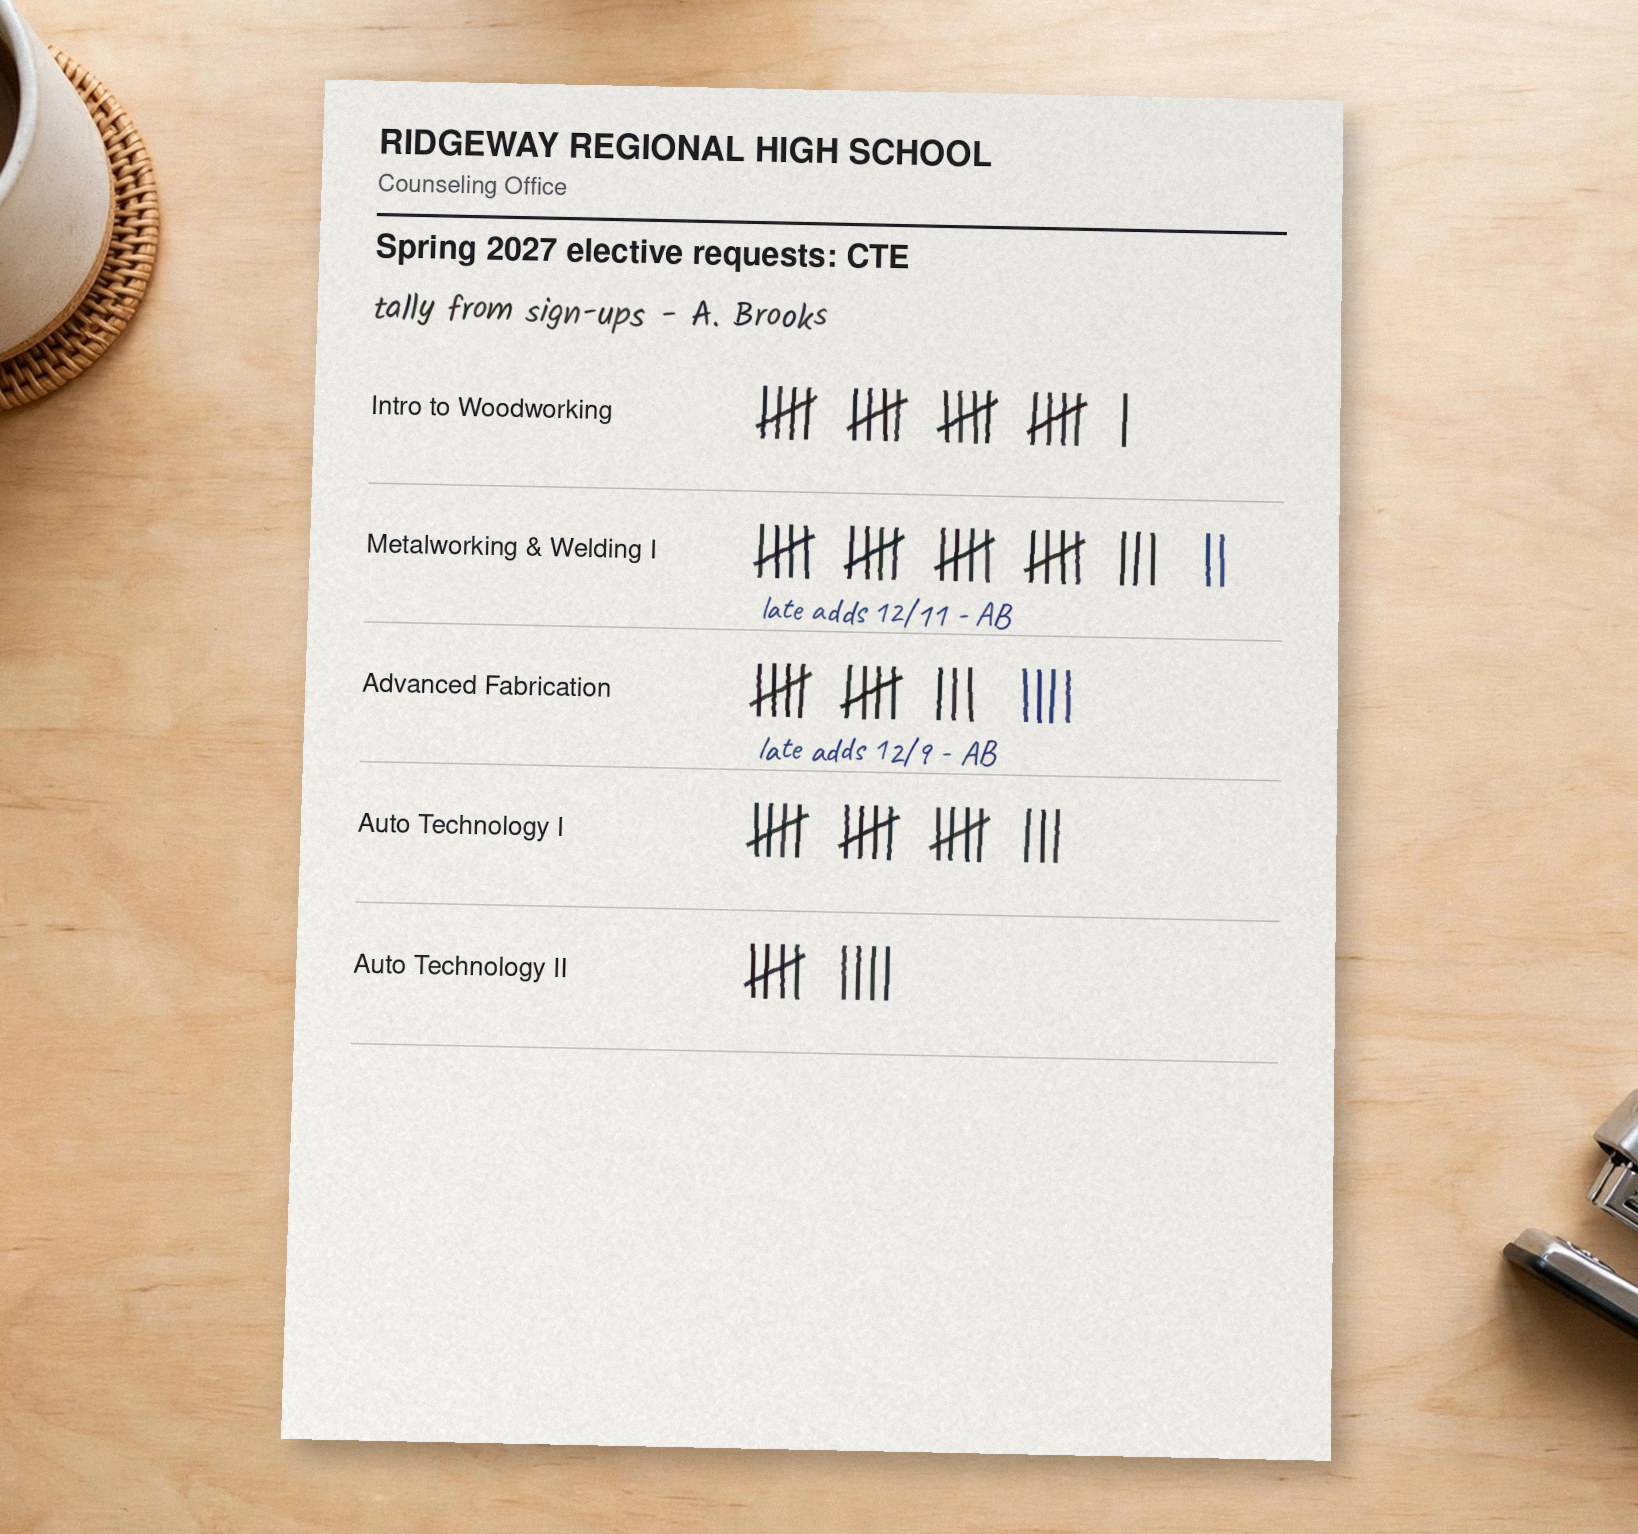 RIDGEWAY REGIONAL HIGH SCHOOL
Counseling Office
Spring 2027 elective requests: CTE
tally from sign-ups - A. Brooks
Intro to Woodworking
Metalworking & Welding I
late adds 12/11 - AB
Advanced Fabrication
late adds 12/9 - AB
Auto Technology I
Auto Technology II